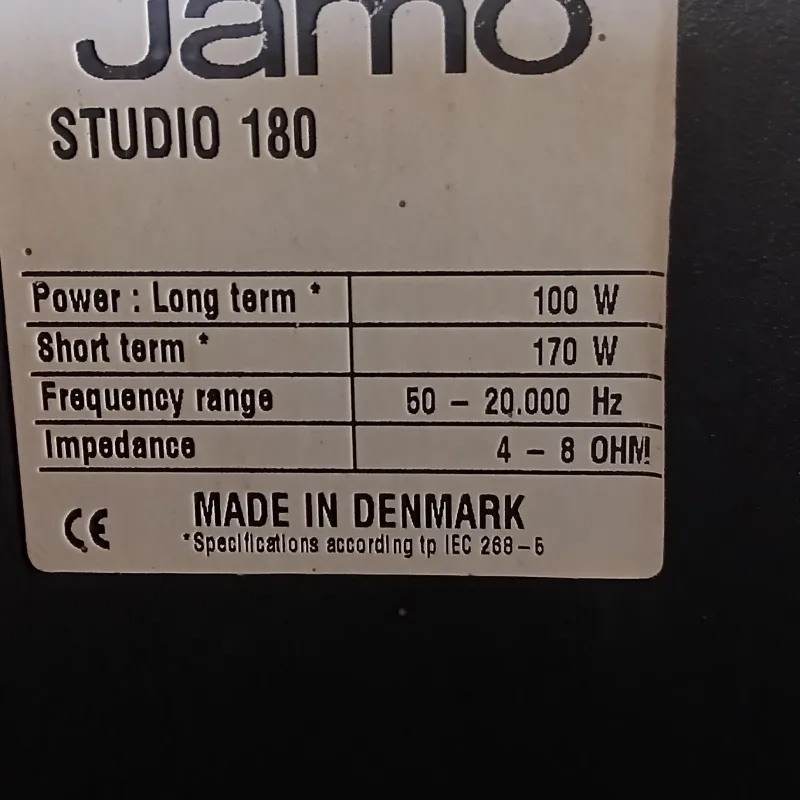 Jamo
STUDIO 180
Power : Long term * 100 W
Short term * 170 W
Frequency range 50 – 20.000 Hz
Impedance 4 – 8 OHM
CE MADE IN DENMARK
*Specifications according tp IEC 268–5